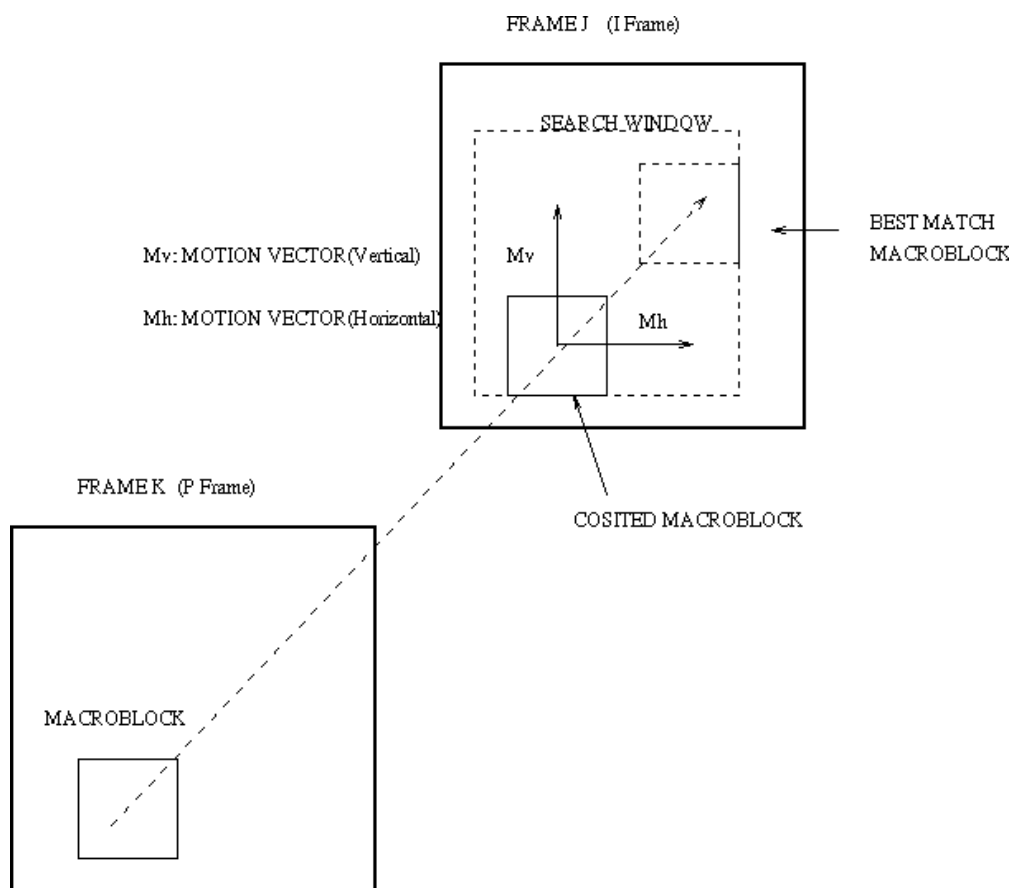 FRAME J (I Frame)
SEARCH WINDOW
BEST MATCH
MACROBLOCK
Mv: MOTION VECTOR(Vertical)
Mv
Mh: MOTION VECTOR(Horizontal)
Mh
FRAME K (P Frame)
COSITED MACROBLOCK
MACROBLOCK